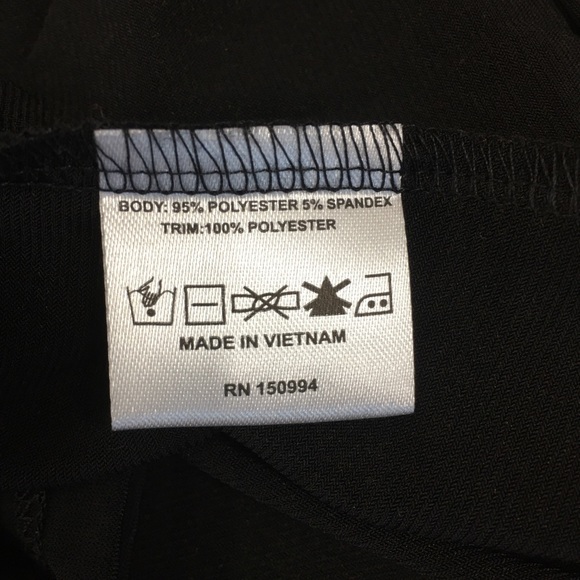 BODY: 95% POLYESTER 5% SPANDEX
TRIM:100% POLYESTER
MADE IN VIETNAM
RN 150994